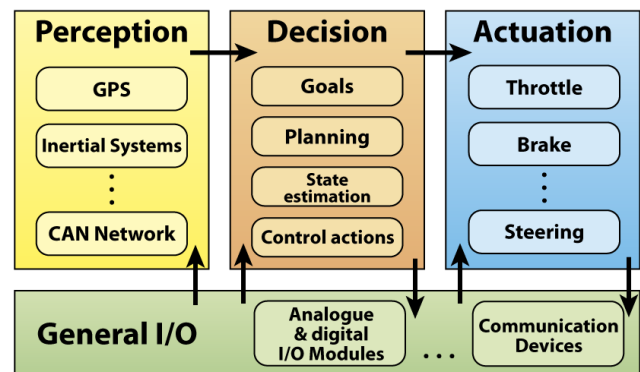 Perception
GPS
Inertial Systems
CAN Network
Decision
Goals
Planning
State
estimation
Control actions
Actuation
Throttle
Brake
Steering
General I/O
Analogue
& digital
I/O Modules
...
Communication
Devices